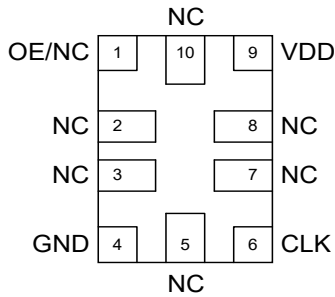 NC
OE/NC 1 10 9 VDD
NC 2 8 NC
NC 3 7 NC
GND 4 5 6 CLK
NC